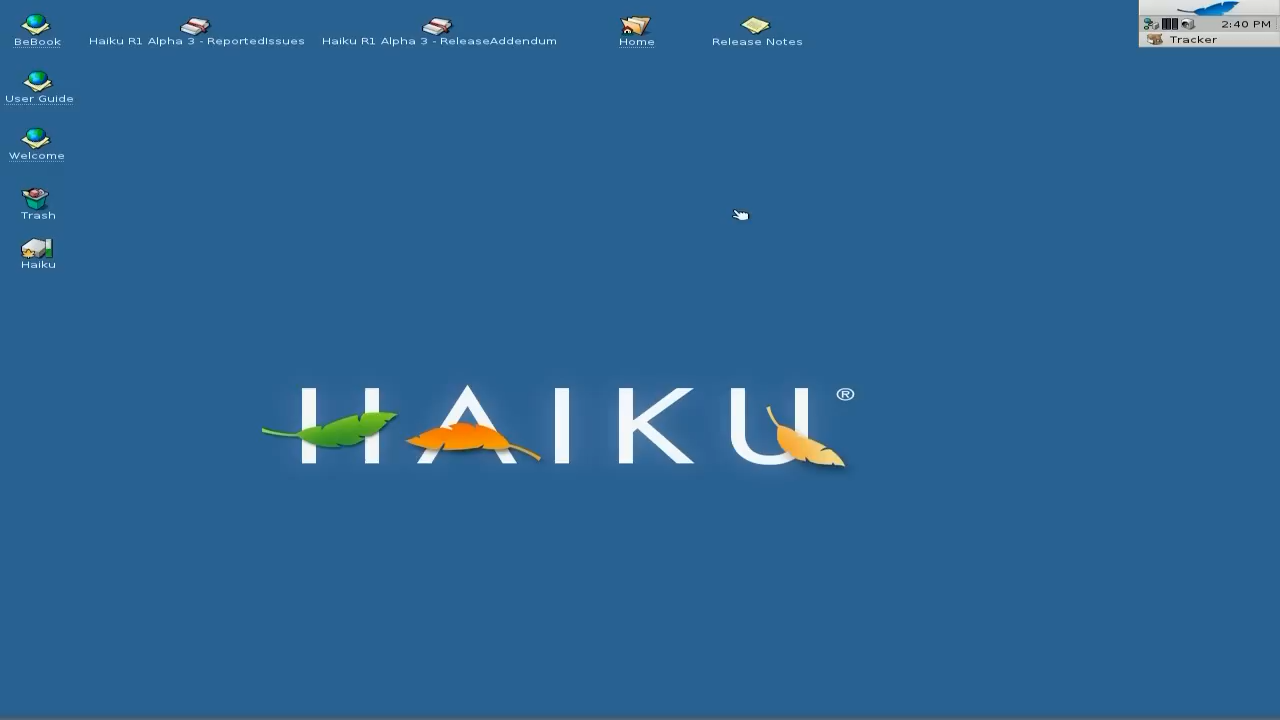 BeBook
Haiku R1 Alpha 3 - ReportedIssues
Haiku R1 Alpha 3 - ReleaseAddendum
Home
Release Notes
2:40 PM
Tracker
User Guide
Welcome
Trash
Haiku
HAIKU®